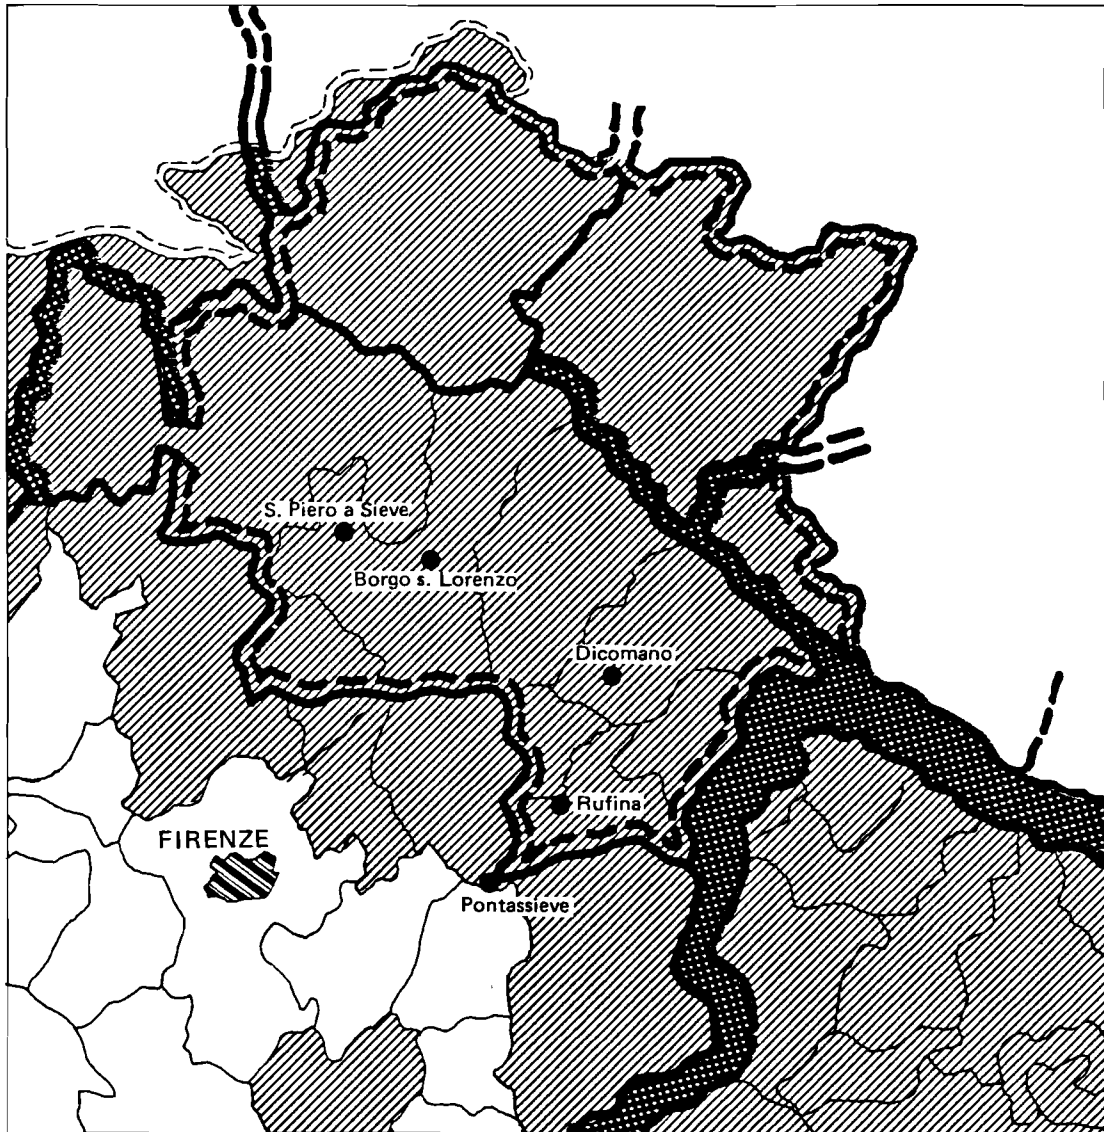 S. Piero a Sieve
Borgo s. Lorenzo
Dicomano
Rufina
FIRENZE
Pontassieve